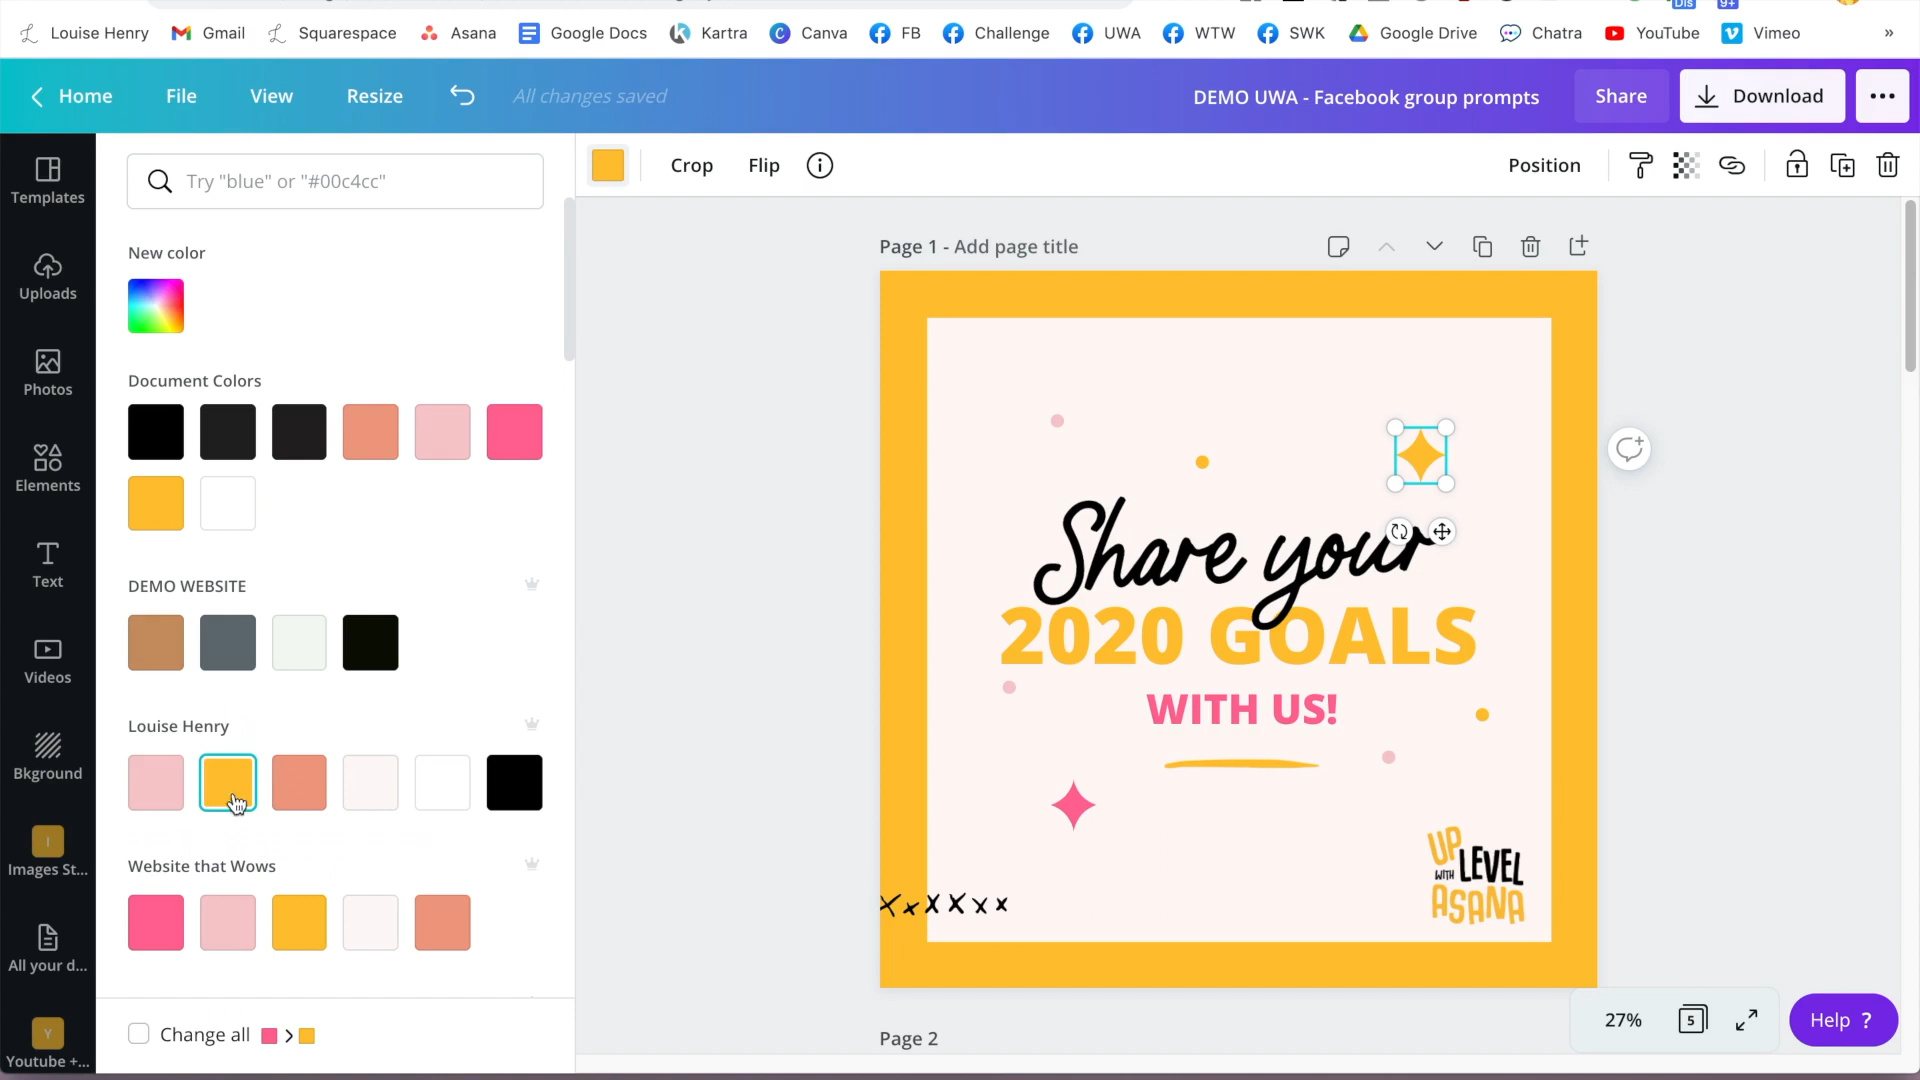 Louise Henry Gmail Squarespace Asana Google Docs Kartra Canva FB Challenge UWA WTW SWK Google Drive Chatra YouTube Vimeo »
Dis 9+
Home File View Resize All changes saved DEMO UWA - Facebook group prompts Share Download
Templates
Uploads
Photos
Elements
Text
Videos
Bkground
I
Images St...
All your d...
Y
Youtube +...
Try "blue" or "#00c4cc"
New color
Document Colors
DEMO WEBSITE
Louise Henry
Website that Wows
Change all
Crop Flip Position
Page 1 - Add page title
Share your
2020 GOALS
WITH US!
UP
WITH LEVEL
ASANA
Page 2
27% 5 Help ?